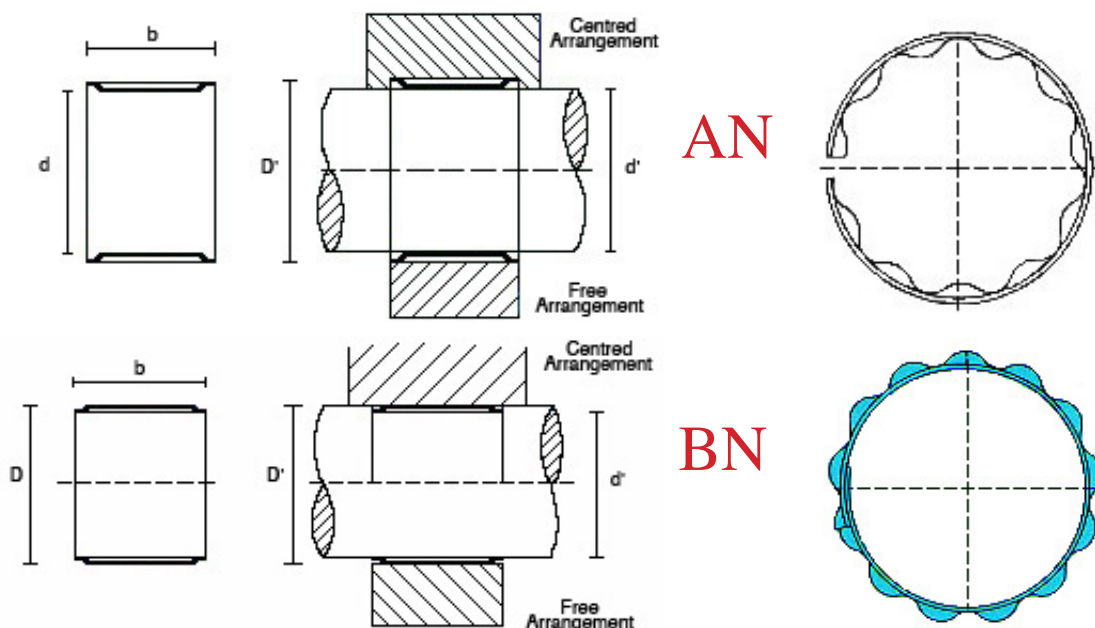 b
Centred
Arrangement
d
D'
d'
AN
Free
Arrangement
b
Centred
Arrangement
D
D'
d'
BN
Free
Arrangement